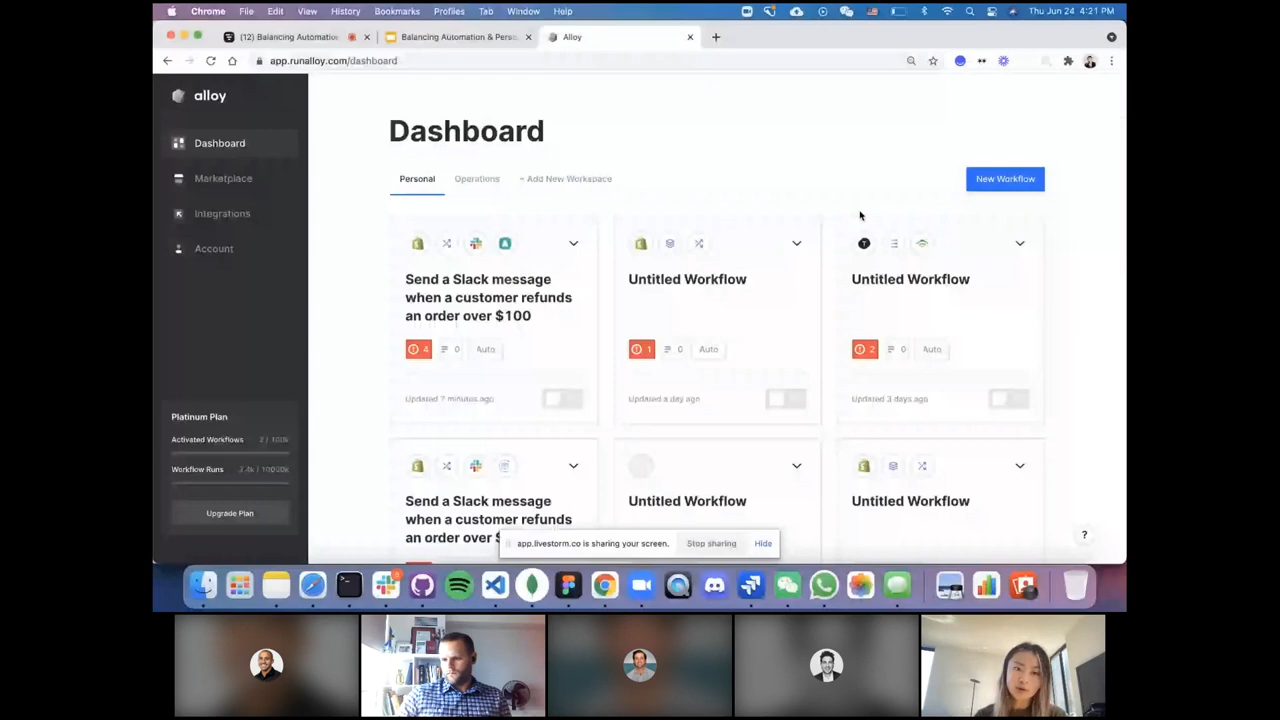 Chrome File Edit View History Bookmarks Profiles Tab Window Help Thu Jun 24 4:21 PM
(12) Balancing Automation
Balancing Automation & Perso
Alloy
app.runalloy.com/dashboard
alloy
Dashboard
Marketplace
Integrations
Account
Platinum Plan
Activated Workflows 2 / 100k
Workflow Runs
Upgrade Plan
Dashboard
Personal Operations + Add New Workspace
New Workflow
Send a Slack message
when a customer refunds
an order over $100
4 0 Auto
Updated 7 minutes ago
Untitled Workflow
1 0 Auto
Updated a day ago
Untitled Workflow
2 0 Auto
Updated 3 days ago
Send a Slack message
when a customer refunds
an o
Untitled Workflow
Untitled Workflow
app.livestorm.co is sharing your screen. Stop sharing Hide
?